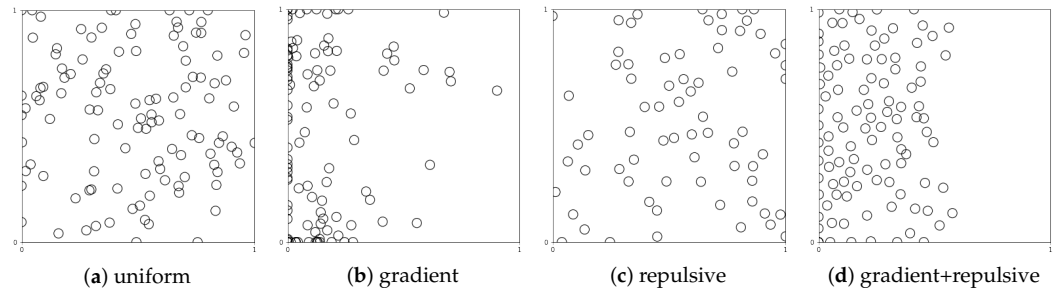 1 1 1 1
0 0 1 0 0 1 0 0 1 0 0 1
(a) uniform (b) gradient (c) repulsive (d) gradient+repulsive